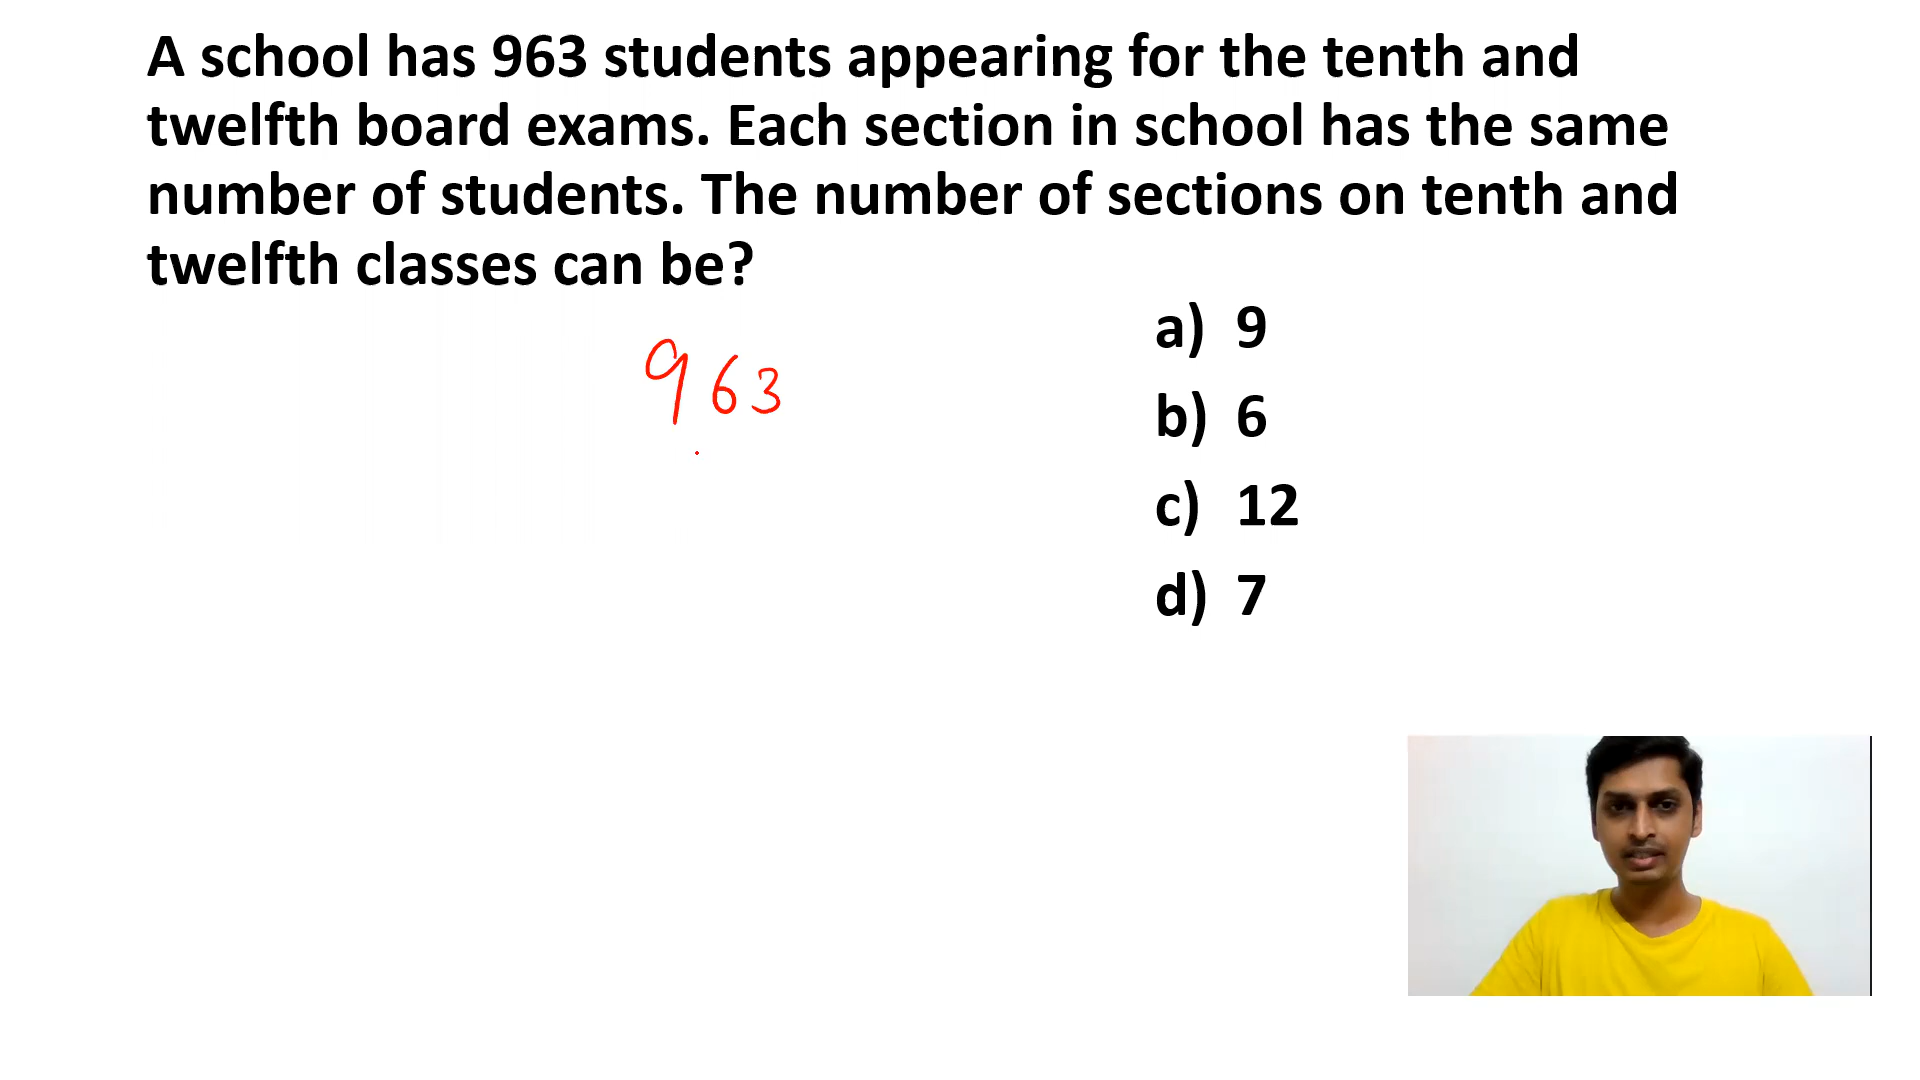 A school has 963 students appearing for the tenth and
twelfth board exams. Each section in school has the same
number of students. The number of sections on tenth and
twelfth classes can be?
a) 9
963
b) 6
c) 12
d) 7